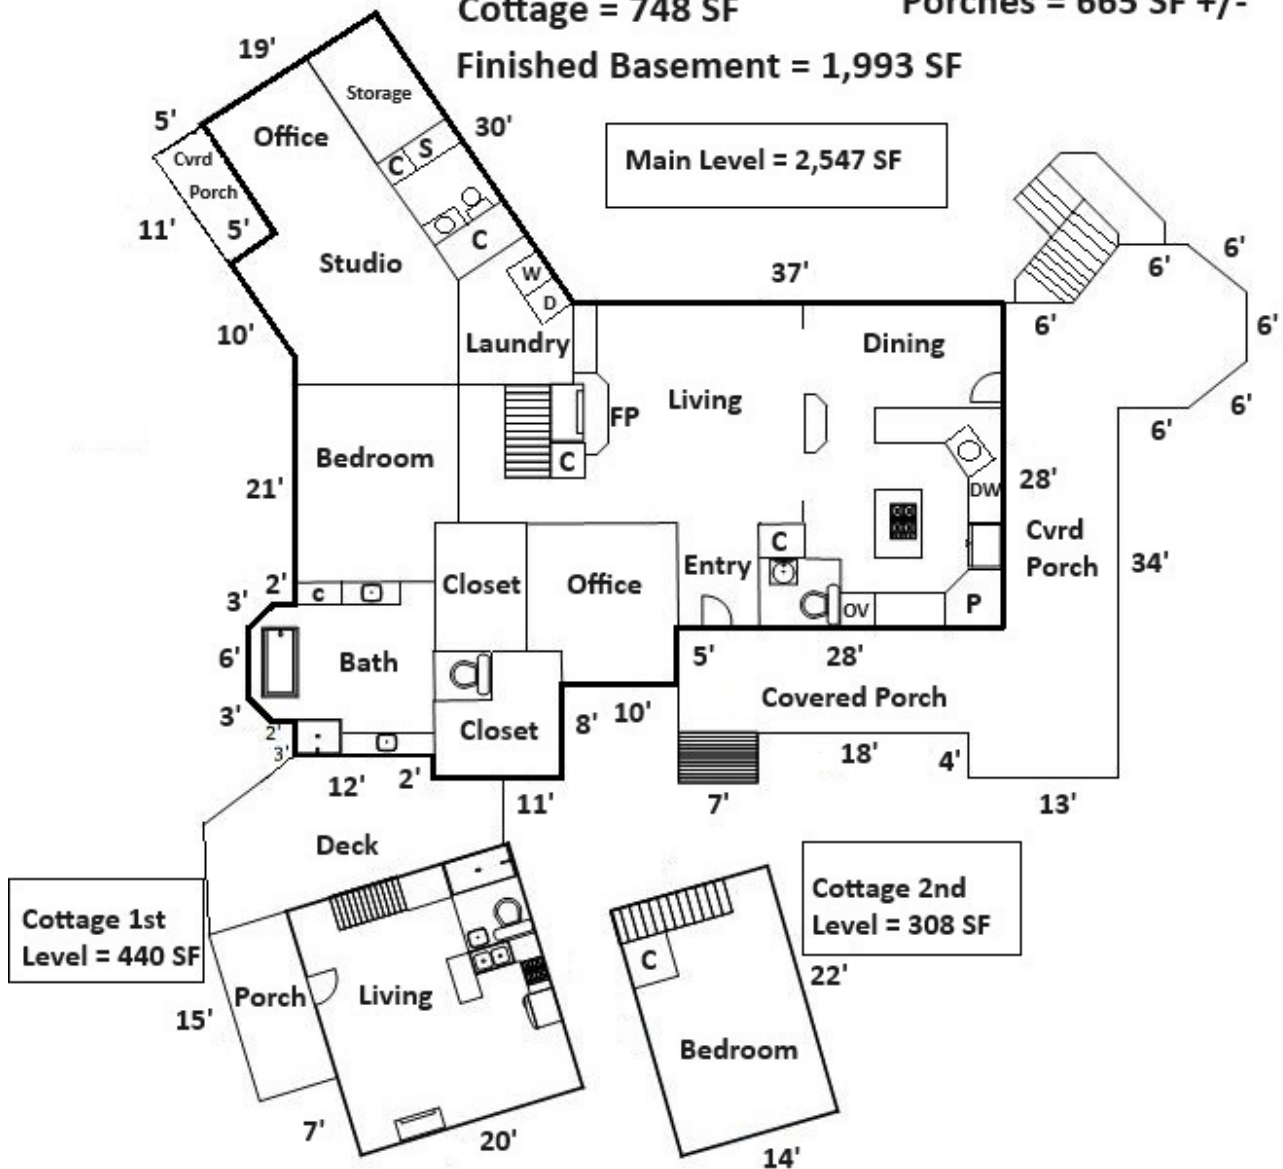 Cottage = 748 SF
Porches = 665 SF +/-
Finished Basement = 1,993 SF
19'
Storage
5'
Office
30'
C
S
Main Level = 2,547 SF
Cvrd
Porch
11'
5'
C
Studio
W
D
37'
6'
6'
6'
6'
6'
6'
10'
Laundry
Dining
Living
FP
Bedroom
C
21'
DW
28'
Cvrd
Porch
34'
C
Entry
Closet
Office
2'
c
3'
OV
P
6'
Bath
5'
28'
Covered Porch
3'
2'
3'
Closet
8'
10'
18'
4'
12'
2'
11'
7'
13'
Deck
Cottage 1st
Level = 440 SF
Cottage 2nd
Level = 308 SF
C
22'
Porch
Living
15'
Bedroom
7'
20'
14'